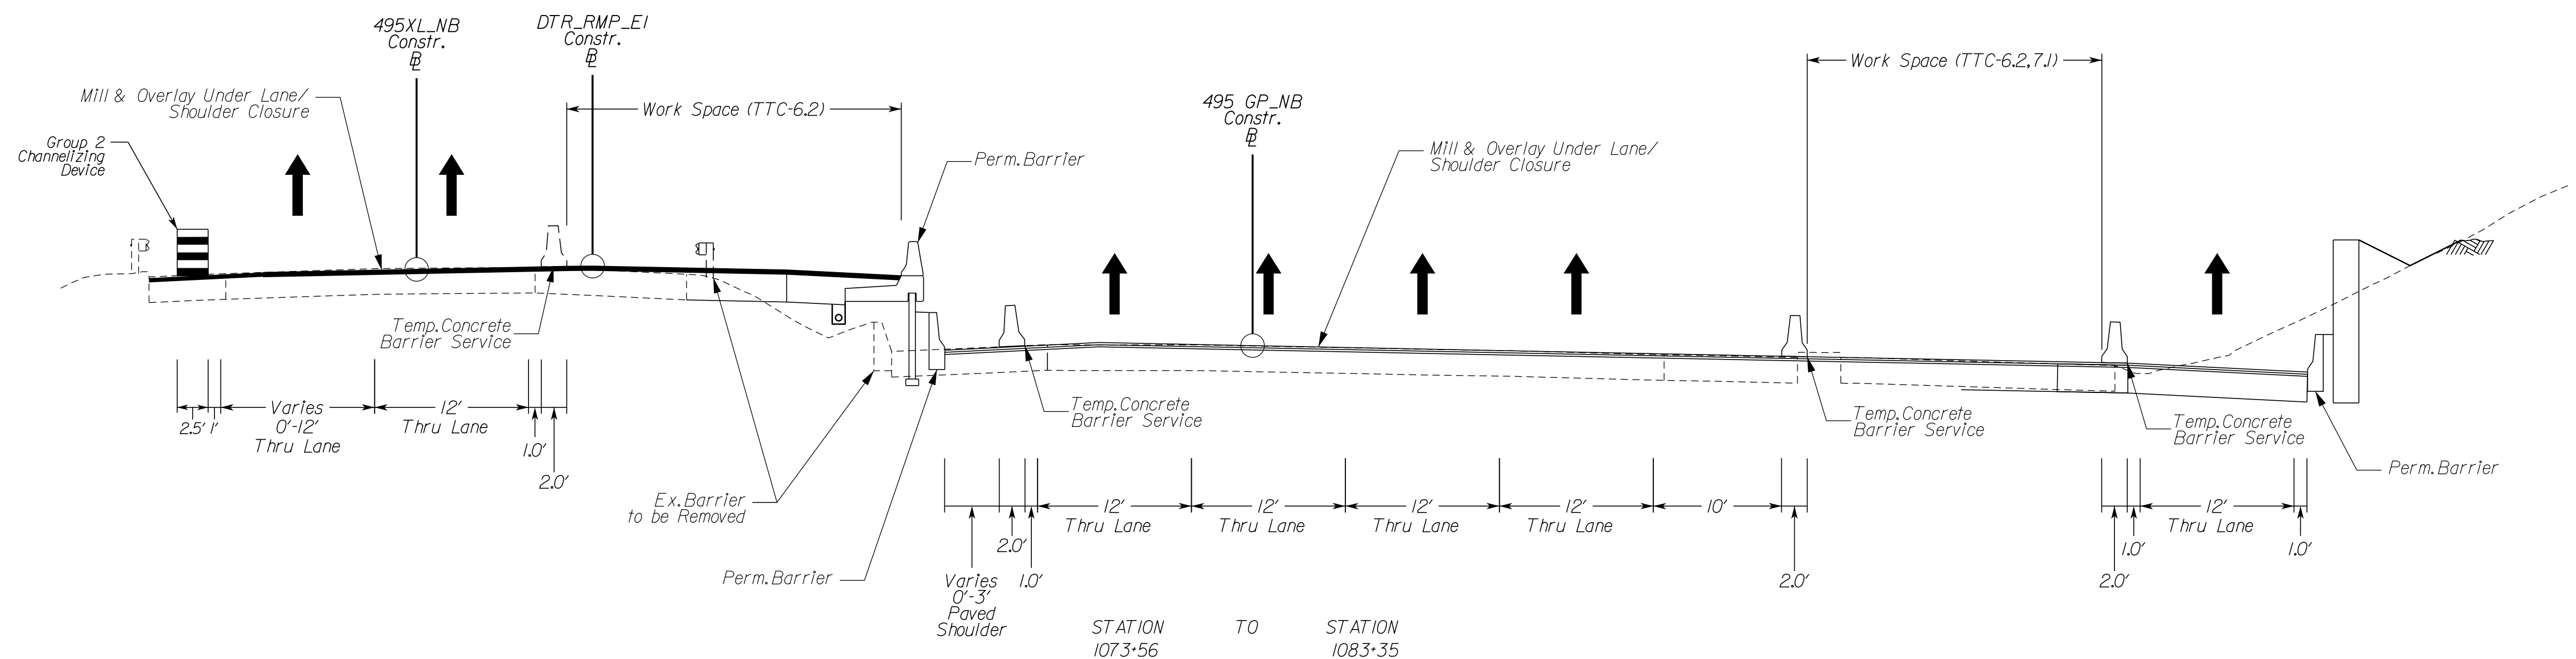 495XL_NB
Constr.
BL
DTR_RMP_E1
Constr.
BL
Work Space (TTC-6.2,7.1)
Mill & Overlay Under Lane/
Shoulder Closure
Work Space (TTC-6.2)
495 GP_NB
Constr.
BL
Group 2
Channelizing
Device
Perm. Barrier
Mill & Overlay Under Lane/
Shoulder Closure
Temp. Concrete
Barrier Service
2.5'
1'
Varies
0'-12'
Thru Lane
12'
Thru Lane
1.0'
2.0'
Temp. Concrete
Barrier Service
Temp. Concrete
Barrier Service
Temp. Concrete
Barrier Service
Perm. Barrier
Ex. Barrier
to be Removed
Perm. Barrier
Varies
0'-3'
Paved
Shoulder
2.0'
1.0'
12'
Thru Lane
12'
Thru Lane
12'
Thru Lane
12'
Thru Lane
10'
2.0'
2.0'
1.0'
12'
Thru Lane
1.0'
STATION TO STATION
1073+56 1083+35